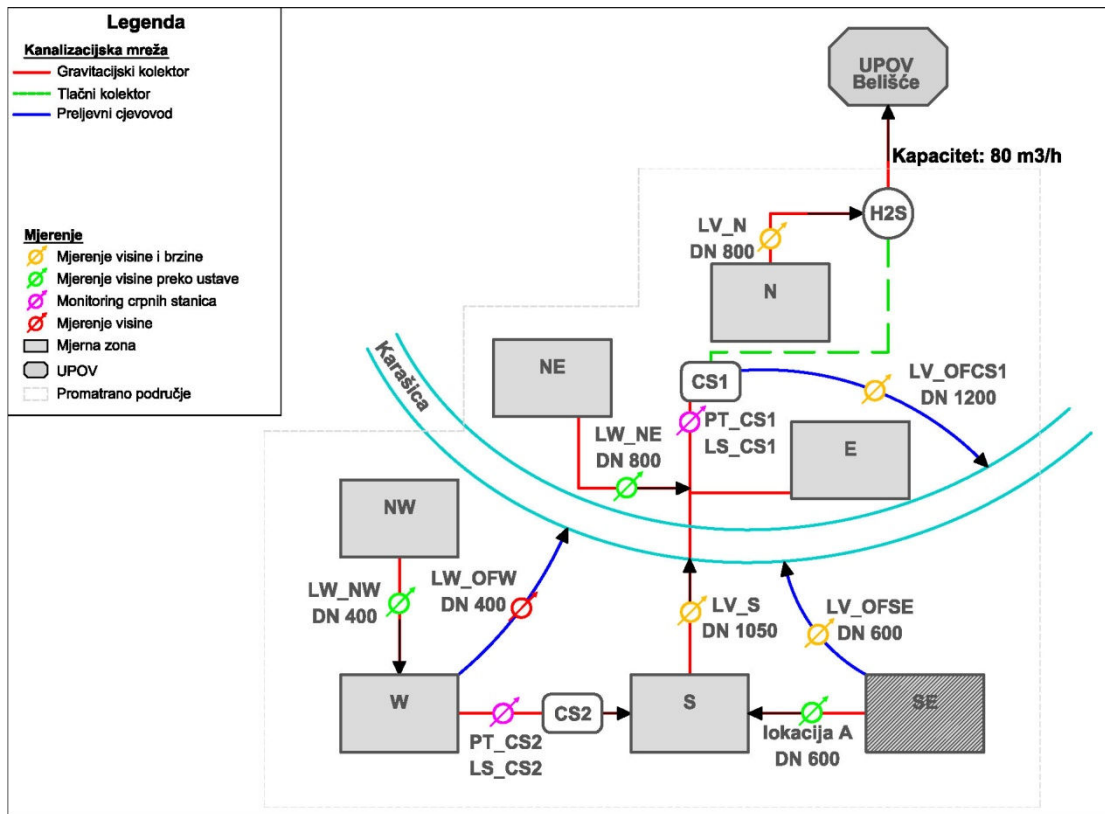 Legenda
Kanalizacijska mreža
Gravitacijski kolektor
Tlačni kolektor
Preljevni cjevovod
Mjerenje
Mjerenje visine i brzine
Mjerenje visine preko ustave
Monitoring crpnih stanica
Mjerenje visine
Mjerna zona
UPOV
Promatrano područje
UPOV
Belišće
Kapacitet: 80 m3/h
H2S
LV_N
DN 800
N
Karašica
NE
CS1
LV_OFCS1
DN 1200
PT_CS1
LS_CS1
LW_NE
DN 800
E
NW
LW_NW
DN 400
LW_OFW
DN 400
LV_S
DN 1050
LV_OFSE
DN 600
W
CS2
PT_CS2
LS_CS2
S
lokacija A
DN 600
SE